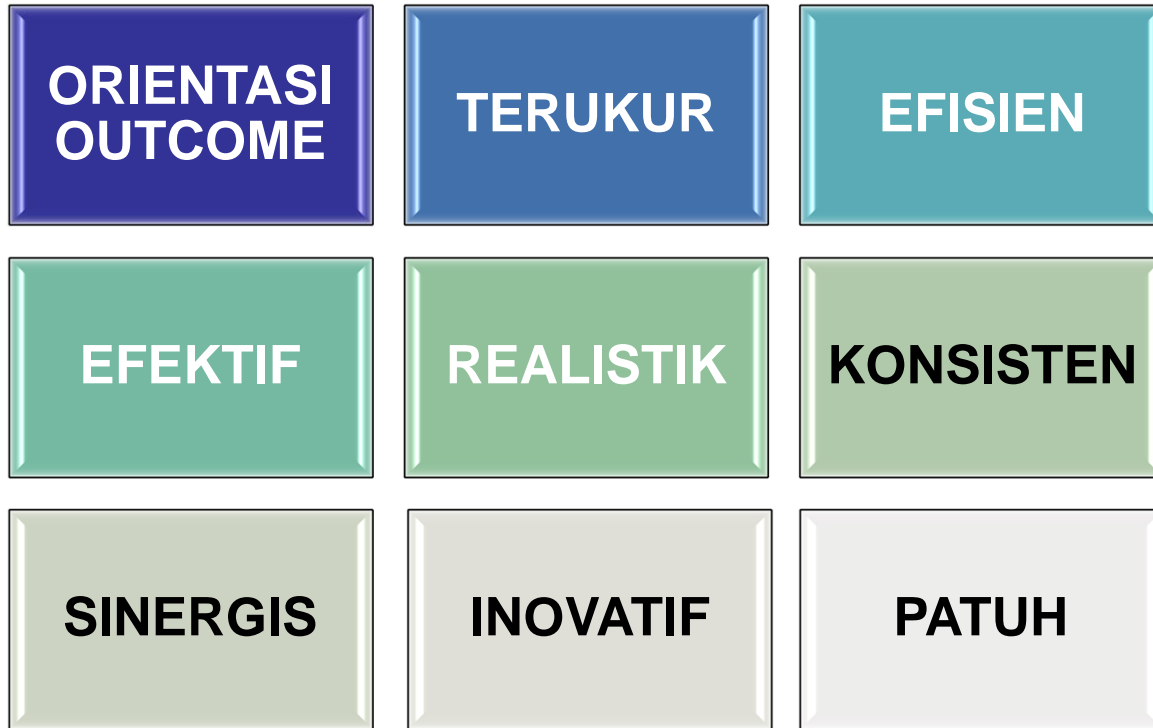 ORIENTASI
OUTCOME
TERUKUR
EFISIEN
EFEKTIF
REALISTIK
KONSISTEN
SINERGIS
INOVATIF
PATUH